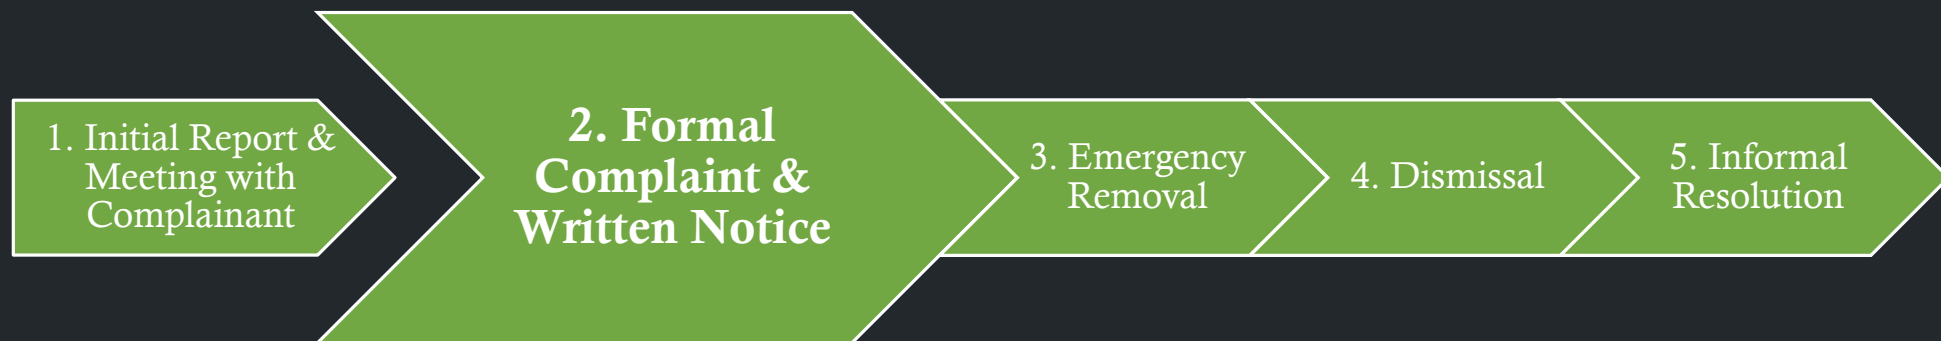 1. Initial Report &
Meeting with
Complainant
2. Formal
Complaint &
Written Notice
3. Emergency
Removal
4. Dismissal
5. Informal
Resolution